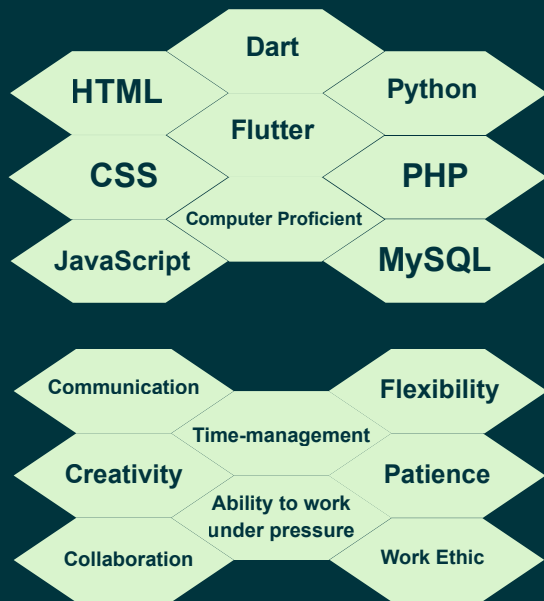 Dart
HTML
Python
Flutter
CSS
PHP
Computer Proficient
JavaScript
MySQL
Communication
Flexibility
Time-management
Creativity
Patience
Ability to work
under pressure
Collaboration
Work Ethic